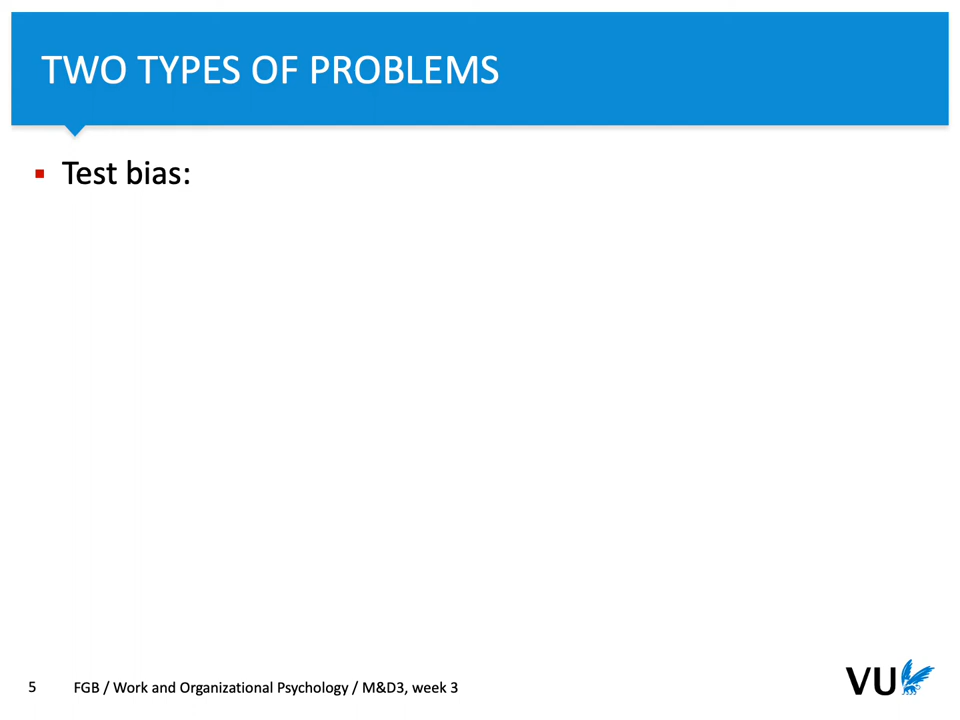 TWO TYPES OF PROBLEMS
▪ Test bias:
5 FGB / Work and Organizational Psychology / M&D3, week 3
VU